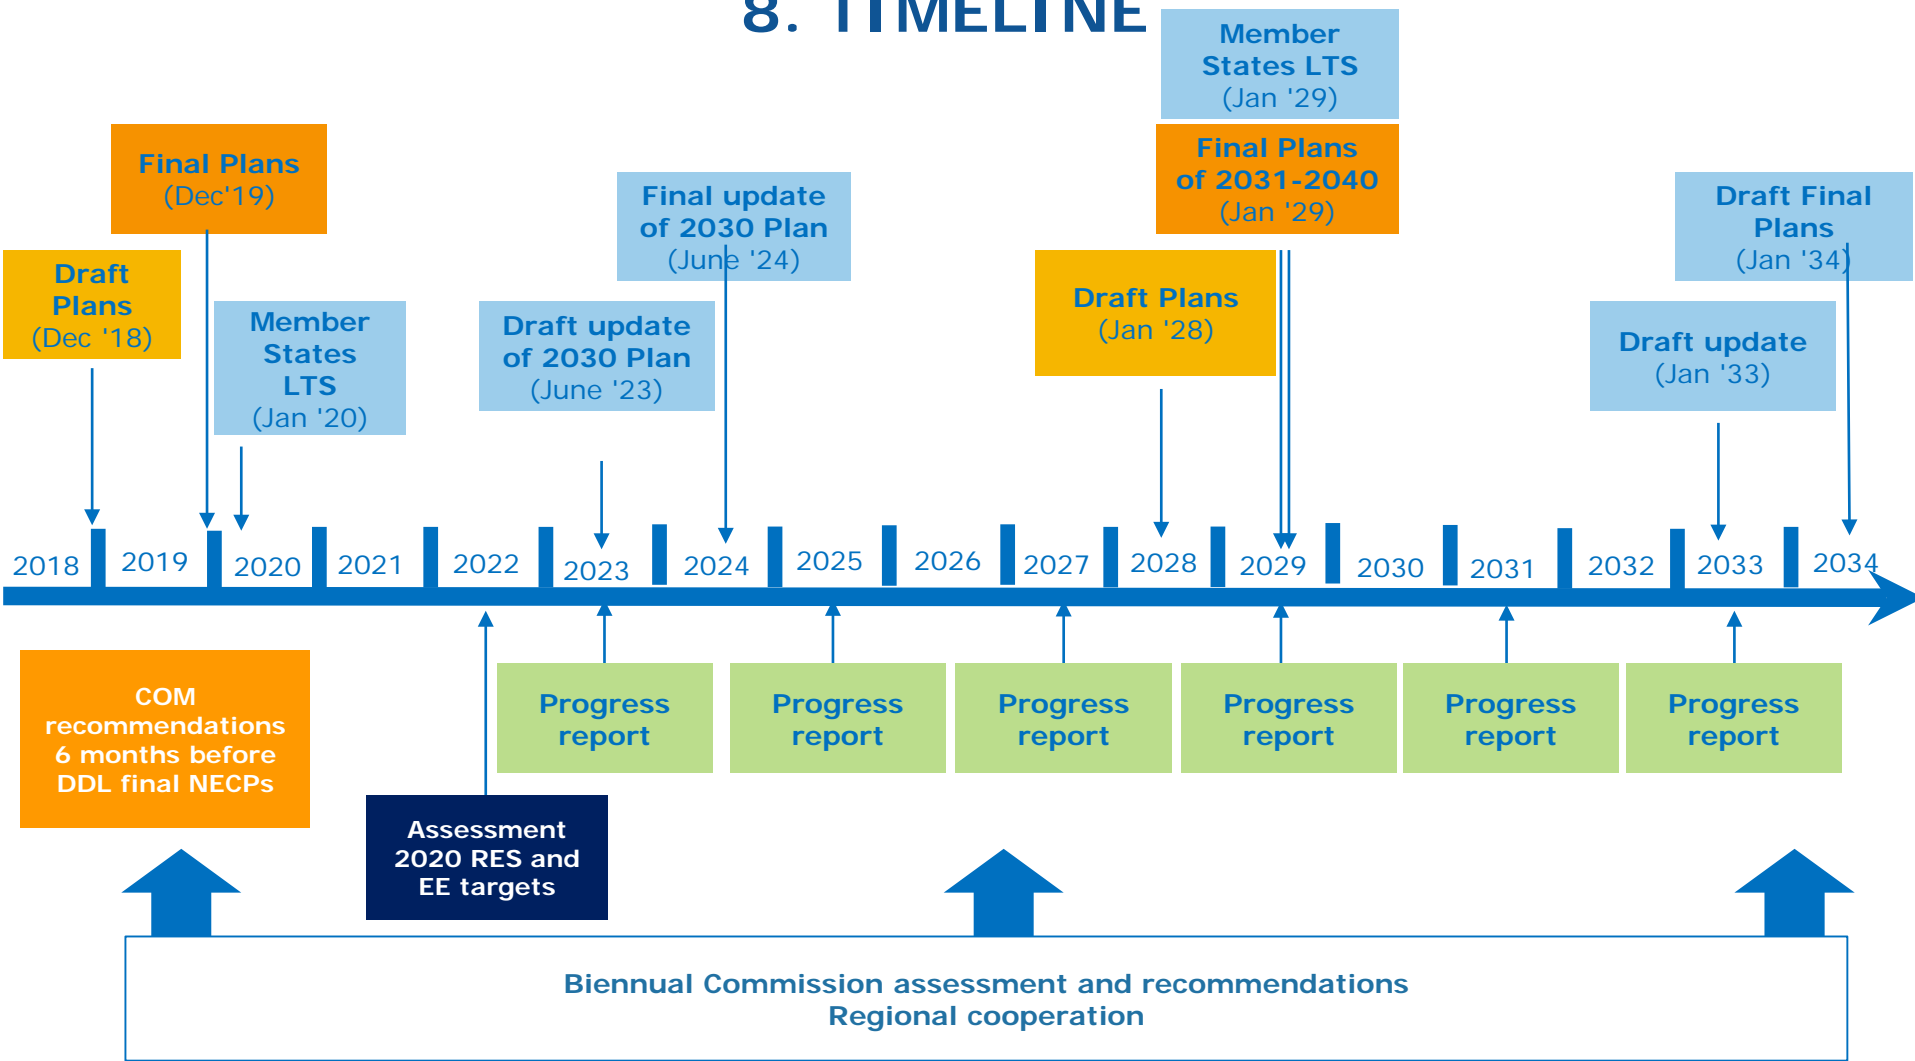 8. TIMELINE
Member
States LTS
(Jan '29)
Final Plans
(Dec'19)
Final Plans
of 2031-2040
(Jan '29)
Final update
of 2030 Plan
(June '24)
Draft Final
Plans
(Jan '34)
Draft
Plans
(Dec '18)
Member
States
LTS
(Jan '20)
Draft update
of 2030 Plan
(June '23)
Draft Plans
(Jan '28)
Draft update
(Jan '33)
2018 2019 2020 2021 2022 2023 2024 2025 2026 2027 2028 2029 2030 2031 2032 2033 2034
COM
recommendations
6 months before
DDL final NECPs
Progress
report
Progress
report
Progress
report
Progress
report
Progress
report
Progress
report
Assessment
2020 RES and
EE targets
Biennual Commission assessment and recommendations
Regional cooperation